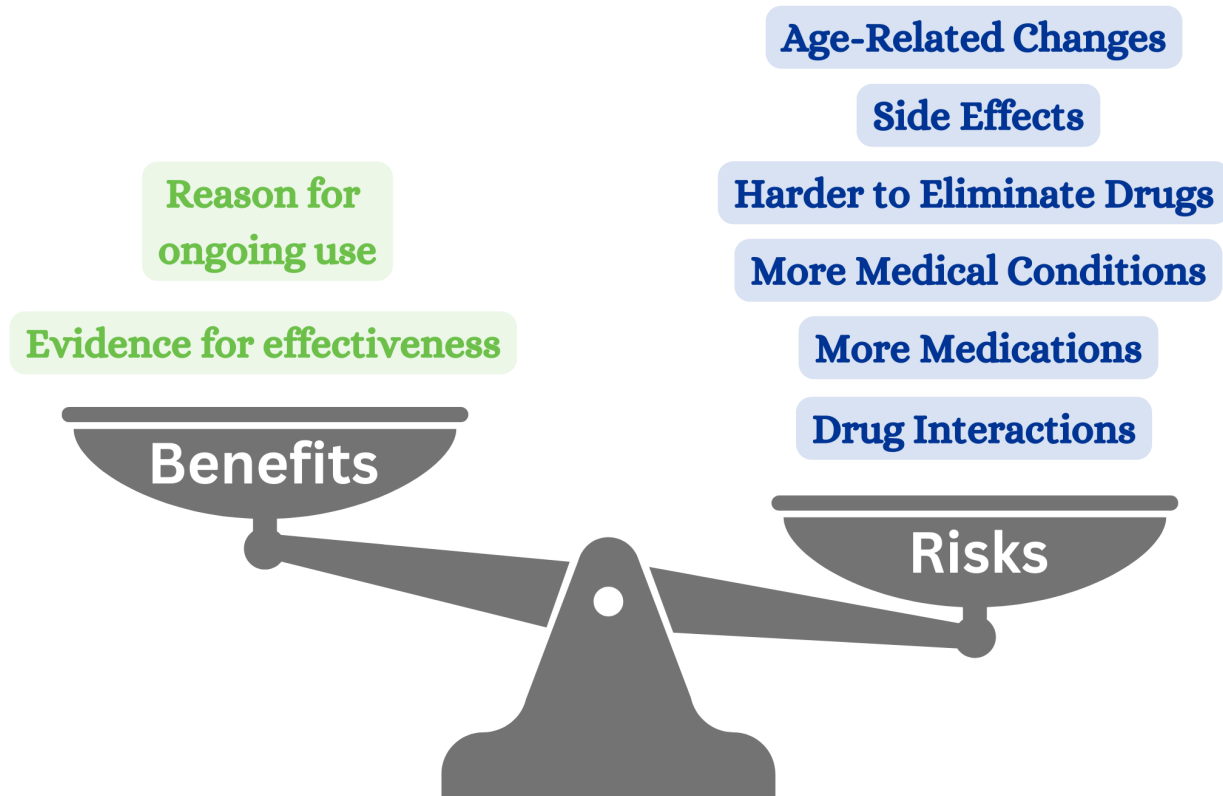 Reason for
ongoing use
Evidence for effectiveness
Benefits
Age-Related Changes
Side Effects
Harder to Eliminate Drugs
More Medical Conditions
More Medications
Drug Interactions
Risks